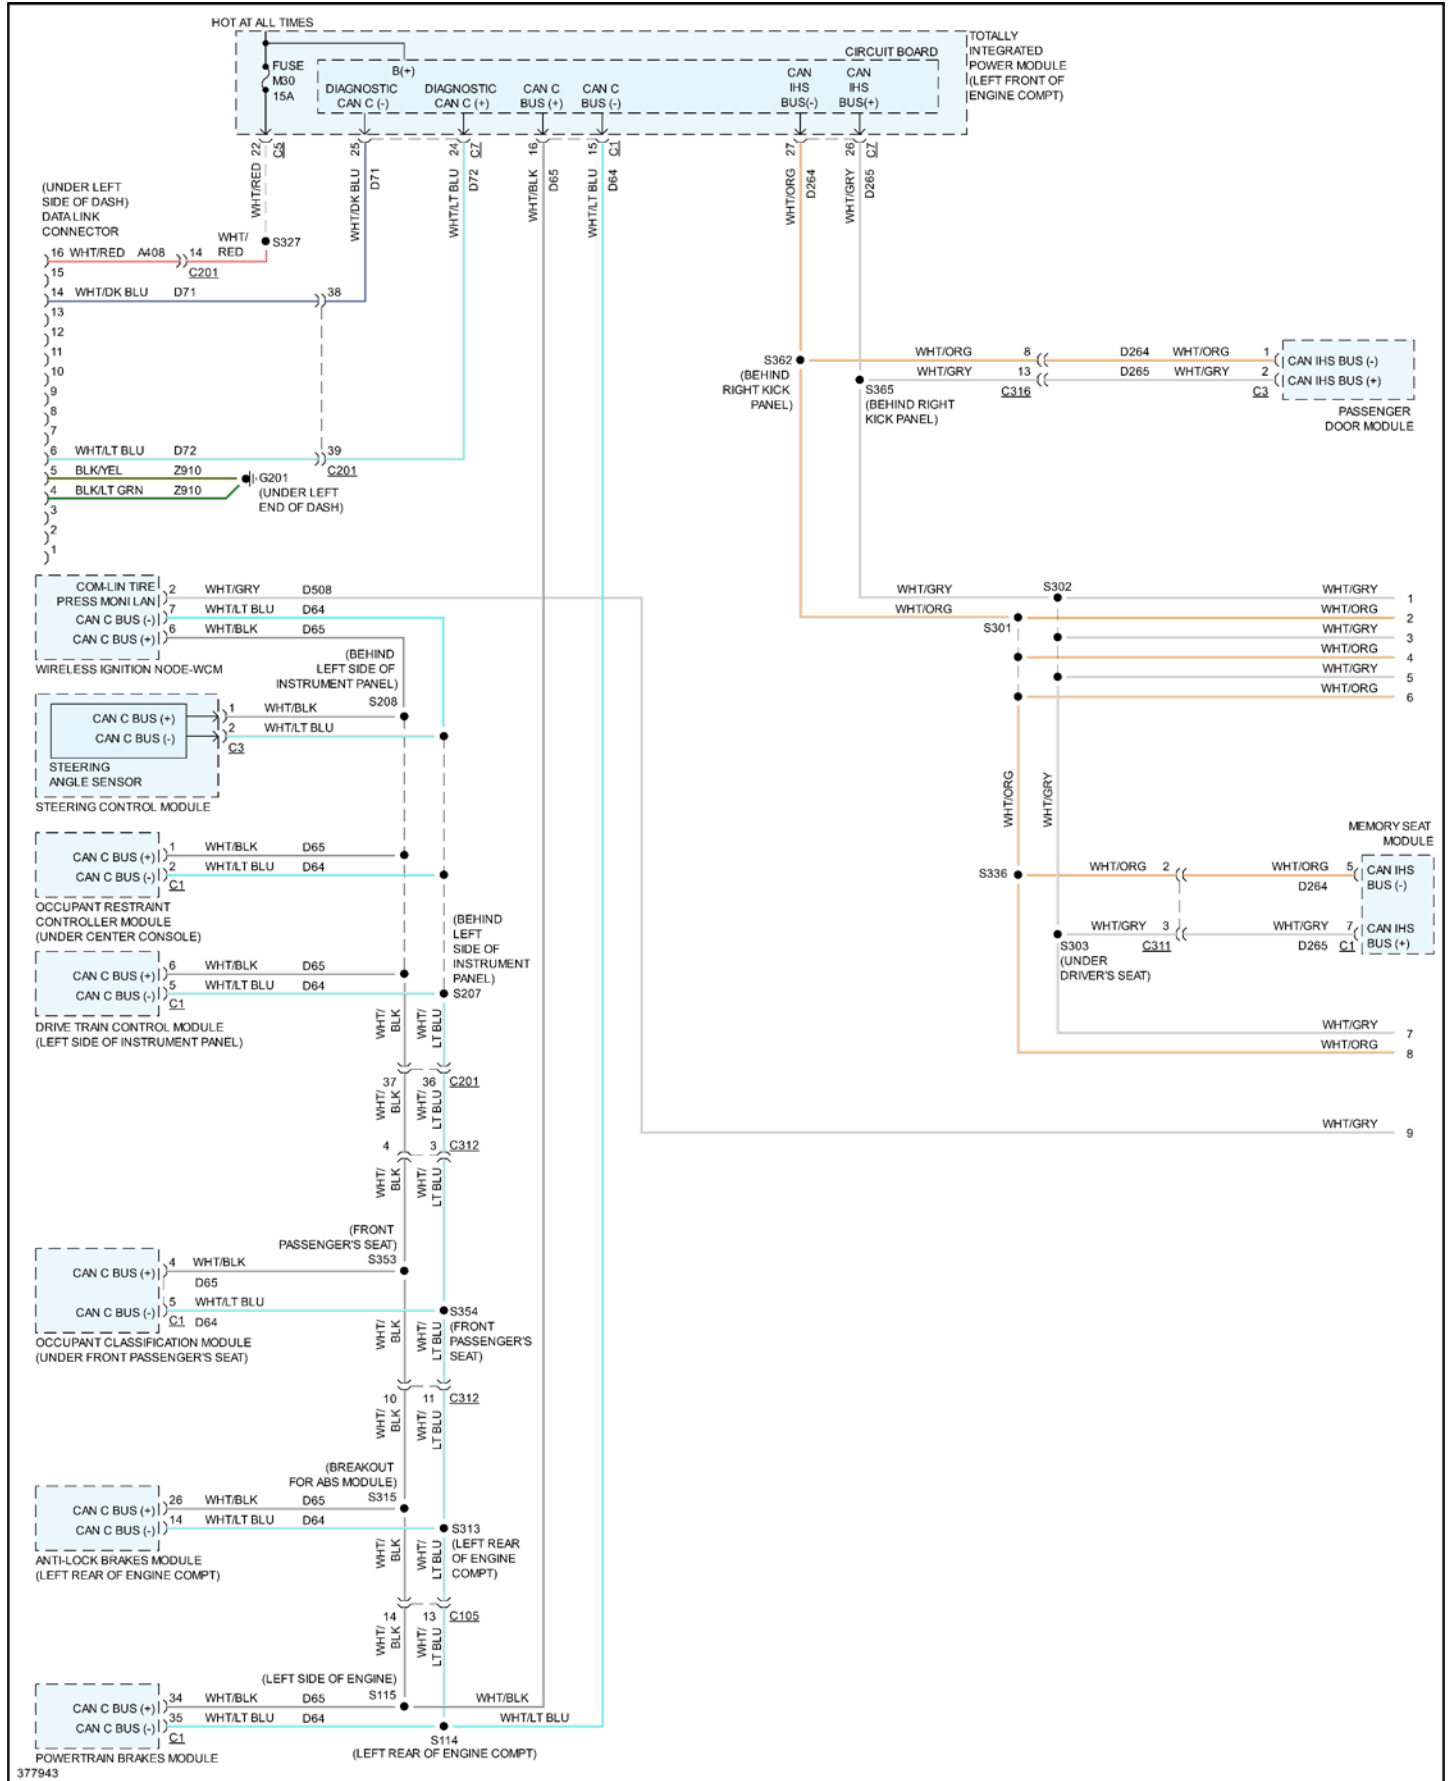 HOT AT ALL TIMES
TOTALLY
INTEGRATED
POWER MODULE
(LEFT FRONT OF
ENGINE COMPT)
CIRCUIT BOARD
FUSE
M30
15A
B(+)
DIAGNOSTIC
CAN C (-)
DIAGNOSTIC
CAN C (+)
CAN C
BUS (+)
CAN C
BUS (-)
CAN
IHS
BUS(-)
CAN
IHS
BUS(+)
22
C5
25
24
C7
16
15
C1
27
26
C7
WHT/RED
WHT/DK BLU
D71
WHT/LT BLU
D72
WHT/BLK
D65
WHT/LT BLU
D64
WHT/ORG
D264
WHT/GRY
D265
(UNDER LEFT
SIDE OF DASH)
DATA LINK
CONNECTOR
WHT/
RED
S327
16 WHT/RED A408 14
C201
15
14 WHT/DK BLU D71 38
13
12
11
10
9
8
7
6 WHT/LT BLU D72 39
C201
5 BLK/YEL Z910
4 BLK/LT GRN Z910
G201
(UNDER LEFT
END OF DASH)
3
2
1
S362
(BEHIND
RIGHT KICK
PANEL)
WHT/ORG 8 D264 WHT/ORG 1
CAN IHS BUS (-)
WHT/GRY 13 D265 WHT/GRY 2
CAN IHS BUS (+)
S365
(BEHIND RIGHT
KICK PANEL)
C316
C3
PASSENGER
DOOR MODULE
COM-LIN TIRE
PRESS MONI LAN
2 WHT/GRY D508
CAN C BUS (-) 7 WHT/LT BLU D64
CAN C BUS (+) 6 WHT/BLK D65
WIRELESS IGNITION NODE-WCM
WHT/GRY
S302
WHT/GRY 1
WHT/ORG
S301
WHT/ORG 2
WHT/GRY 3
WHT/ORG 4
WHT/GRY 5
WHT/ORG 6
(BEHIND
LEFT SIDE OF
INSTRUMENT PANEL)
S208
CAN C BUS (+) 1 WHT/BLK
CAN C BUS (-) 2 WHT/LT BLU
C3
STEERING
ANGLE SENSOR
STEERING CONTROL MODULE
WHT/ORG
WHT/GRY
CAN C BUS (+) 1 WHT/BLK D65
CAN C BUS (-) 2 WHT/LT BLU D64
C1
OCCUPANT RESTRAINT
CONTROLLER MODULE
(UNDER CENTER CONSOLE)
MEMORY SEAT
MODULE
S336
WHT/ORG 2 WHT/ORG 5
D264
CAN IHS
BUS (-)
WHT/GRY 3 WHT/GRY 7
C311
D265 C1
CAN IHS
BUS (+)
S303
(UNDER
DRIVER'S SEAT)
(BEHIND
LEFT
SIDE OF
INSTRUMENT
PANEL)
S207
CAN C BUS (+) 6 WHT/BLK D65
CAN C BUS (-) 5 WHT/LT BLU D64
C1
DRIVE TRAIN CONTROL MODULE
(LEFT SIDE OF INSTRUMENT PANEL)
WHT/
BLK
WHT/
LT BLU
WHT/GRY 7
WHT/ORG 8
37 36 C201
WHT/
BLK
WHT/
LT BLU
WHT/GRY 9
4 3 C312
WHT/
BLK
WHT/
LT BLU
(FRONT
PASSENGER'S SEAT)
S353
CAN C BUS (+) 4 WHT/BLK
D65
CAN C BUS (-) 5 WHT/LT BLU
C1 D64
S354
(FRONT
PASSENGER'S
SEAT)
OCCUPANT CLASSIFICATION MODULE
(UNDER FRONT PASSENGER'S SEAT)
WHT/
BLK
WHT/
LT BLU
10 11 C312
WHT/
BLK
WHT/
LT BLU
(BREAKOUT
FOR ABS MODULE)
S315
CAN C BUS (+) 26 WHT/BLK D65
CAN C BUS (-) 14 WHT/LT BLU D64
S313
(LEFT REAR
OF ENGINE
COMPT)
ANTI-LOCK BRAKES MODULE
(LEFT REAR OF ENGINE COMPT)
WHT/
BLK
WHT/
LT BLU
14 13 C105
WHT/
BLK
WHT/
LT BLU
(LEFT SIDE OF ENGINE)
S115
CAN C BUS (+) 34 WHT/BLK D65
WHT/BLK
CAN C BUS (-) 35 WHT/LT BLU D64
WHT/LT BLU
C1
S114
(LEFT REAR OF ENGINE COMPT)
POWERTRAIN BRAKES MODULE
377943